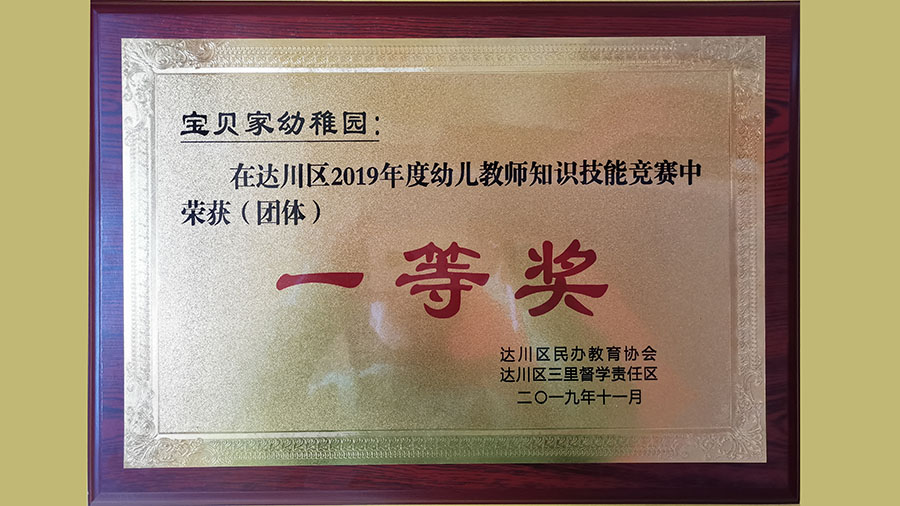 宝贝家幼稚园：
在达川区2019年度幼儿教师知识技能竞赛中
荣获（团体）
一等奖
达川区民办教育协会
达川区三里督学责任区
二〇一九年十一月